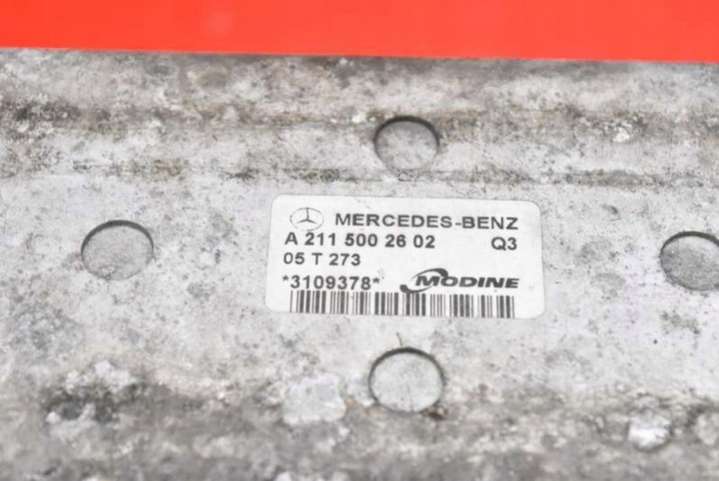 MERCEDES-BENZ
A 211 500 26 02 Q3
05 T 273
*3109378* MODINE